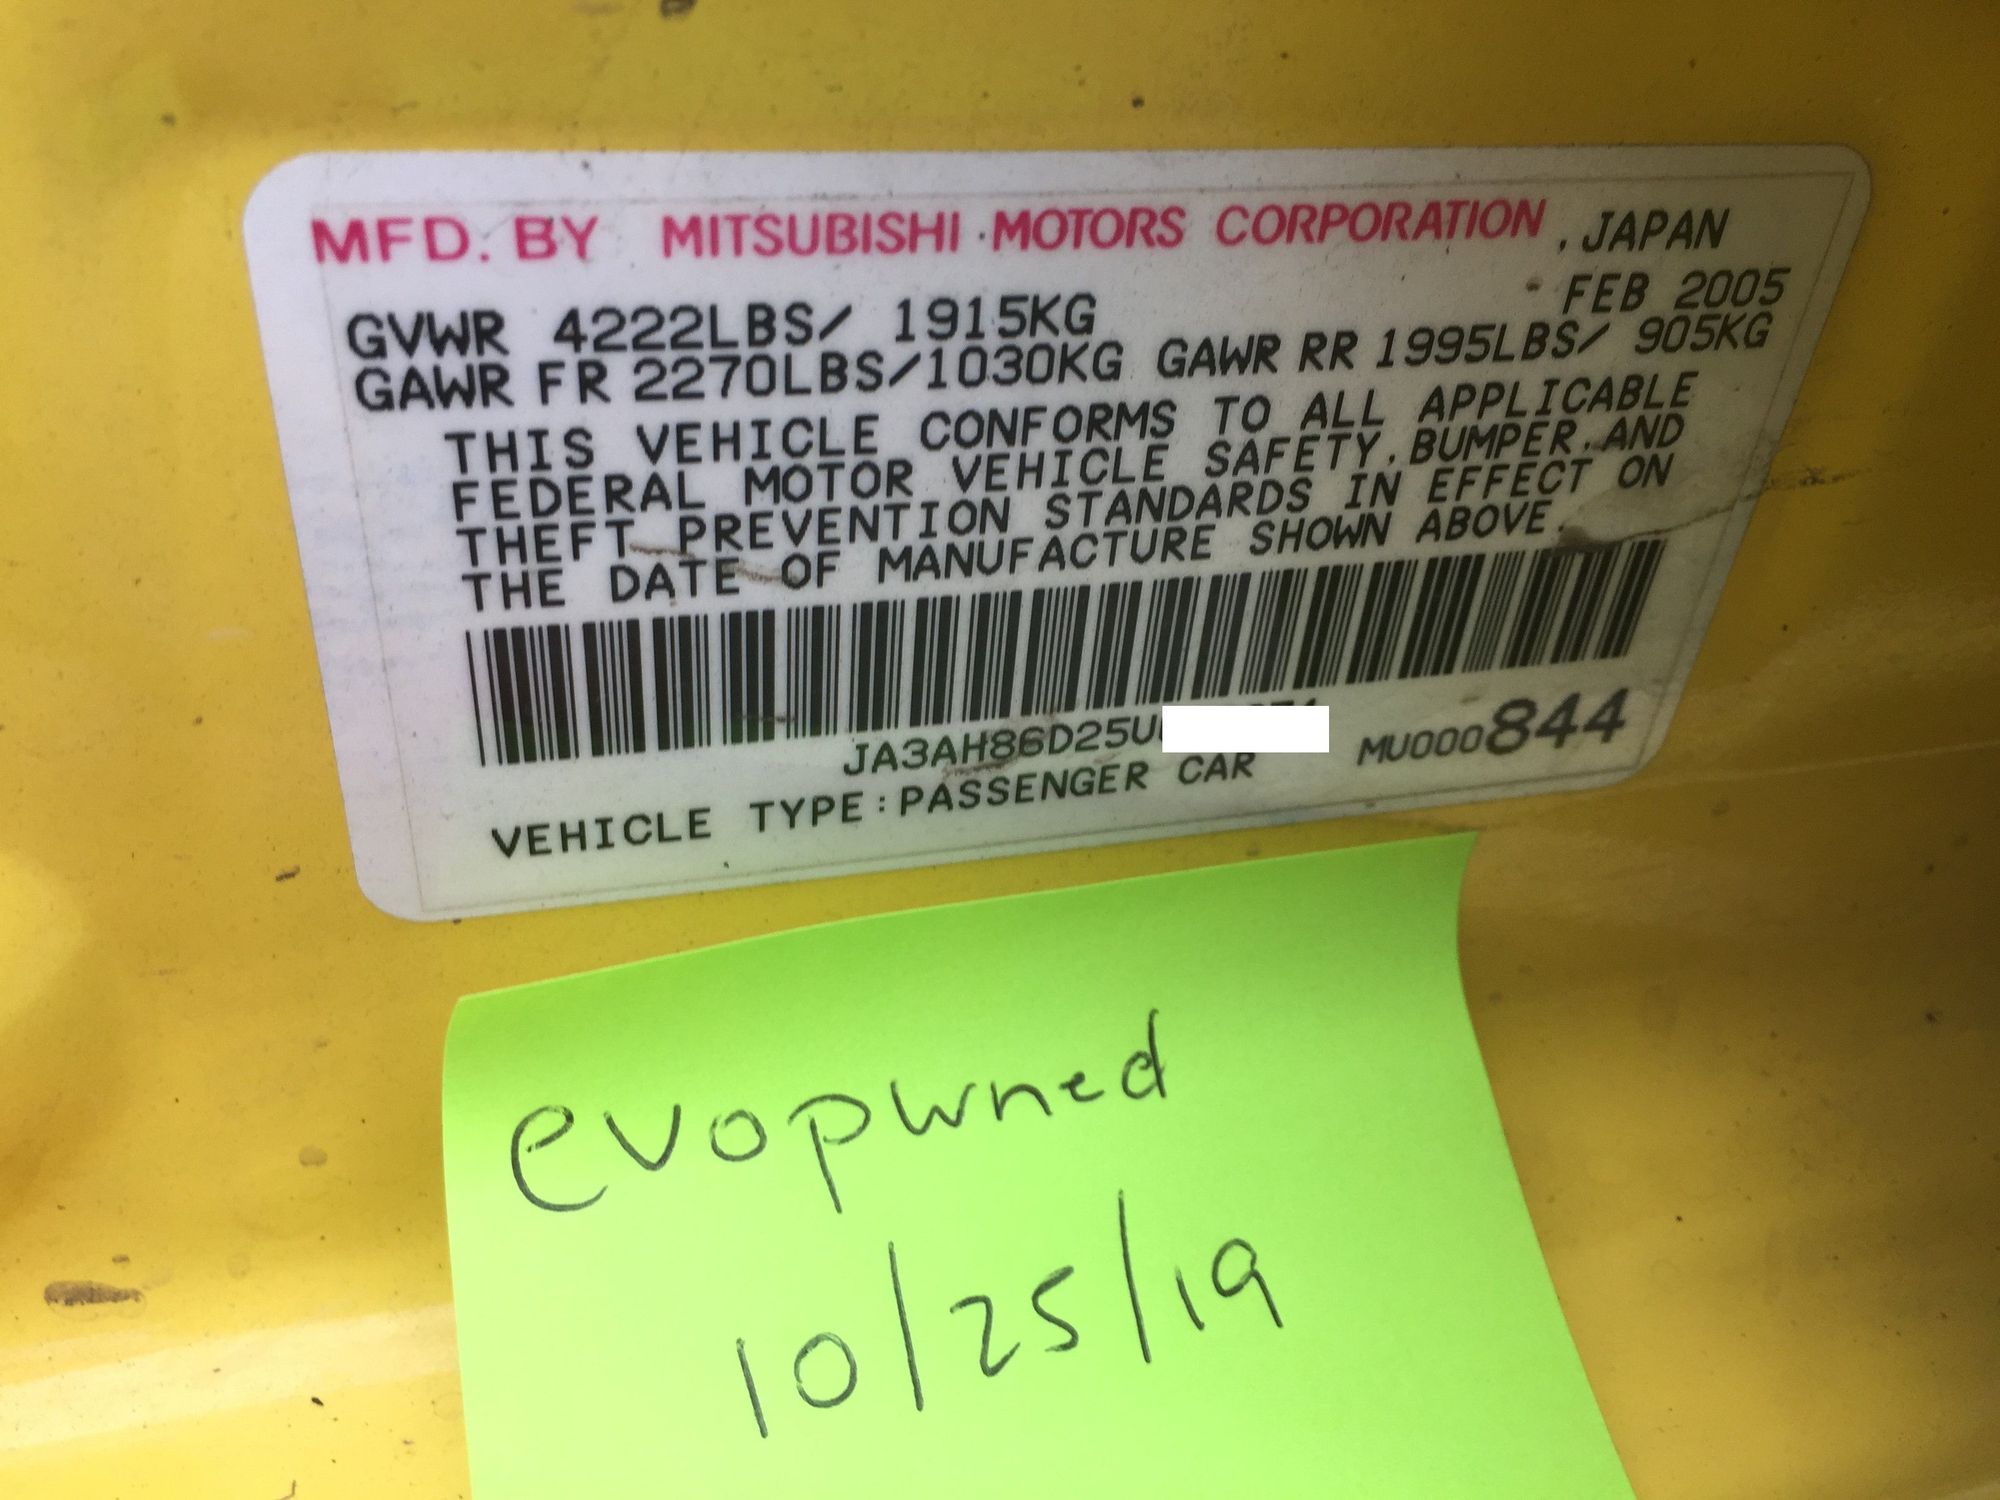 MFD. BY MITSUBISHI MOTORS CORPORATION, JAPAN
FEB 2005
GVWR 4222LBS/ 1915KG
GAWR FR 2270LBS/1030KG GAWR RR 1995LBS/ 905KG
THIS VEHICLE CONFORMS TO ALL APPLICABLE
FEDERAL MOTOR VEHICLE SAFETY, BUMPER, AND
THEFT PREVENTION STANDARDS IN EFFECT ON
THE DATE OF MANUFACTURE SHOWN ABOVE.
JA3AH86D25U
MU000844
VEHICLE TYPE:PASSENGER CAR
evopwned
10/25/19